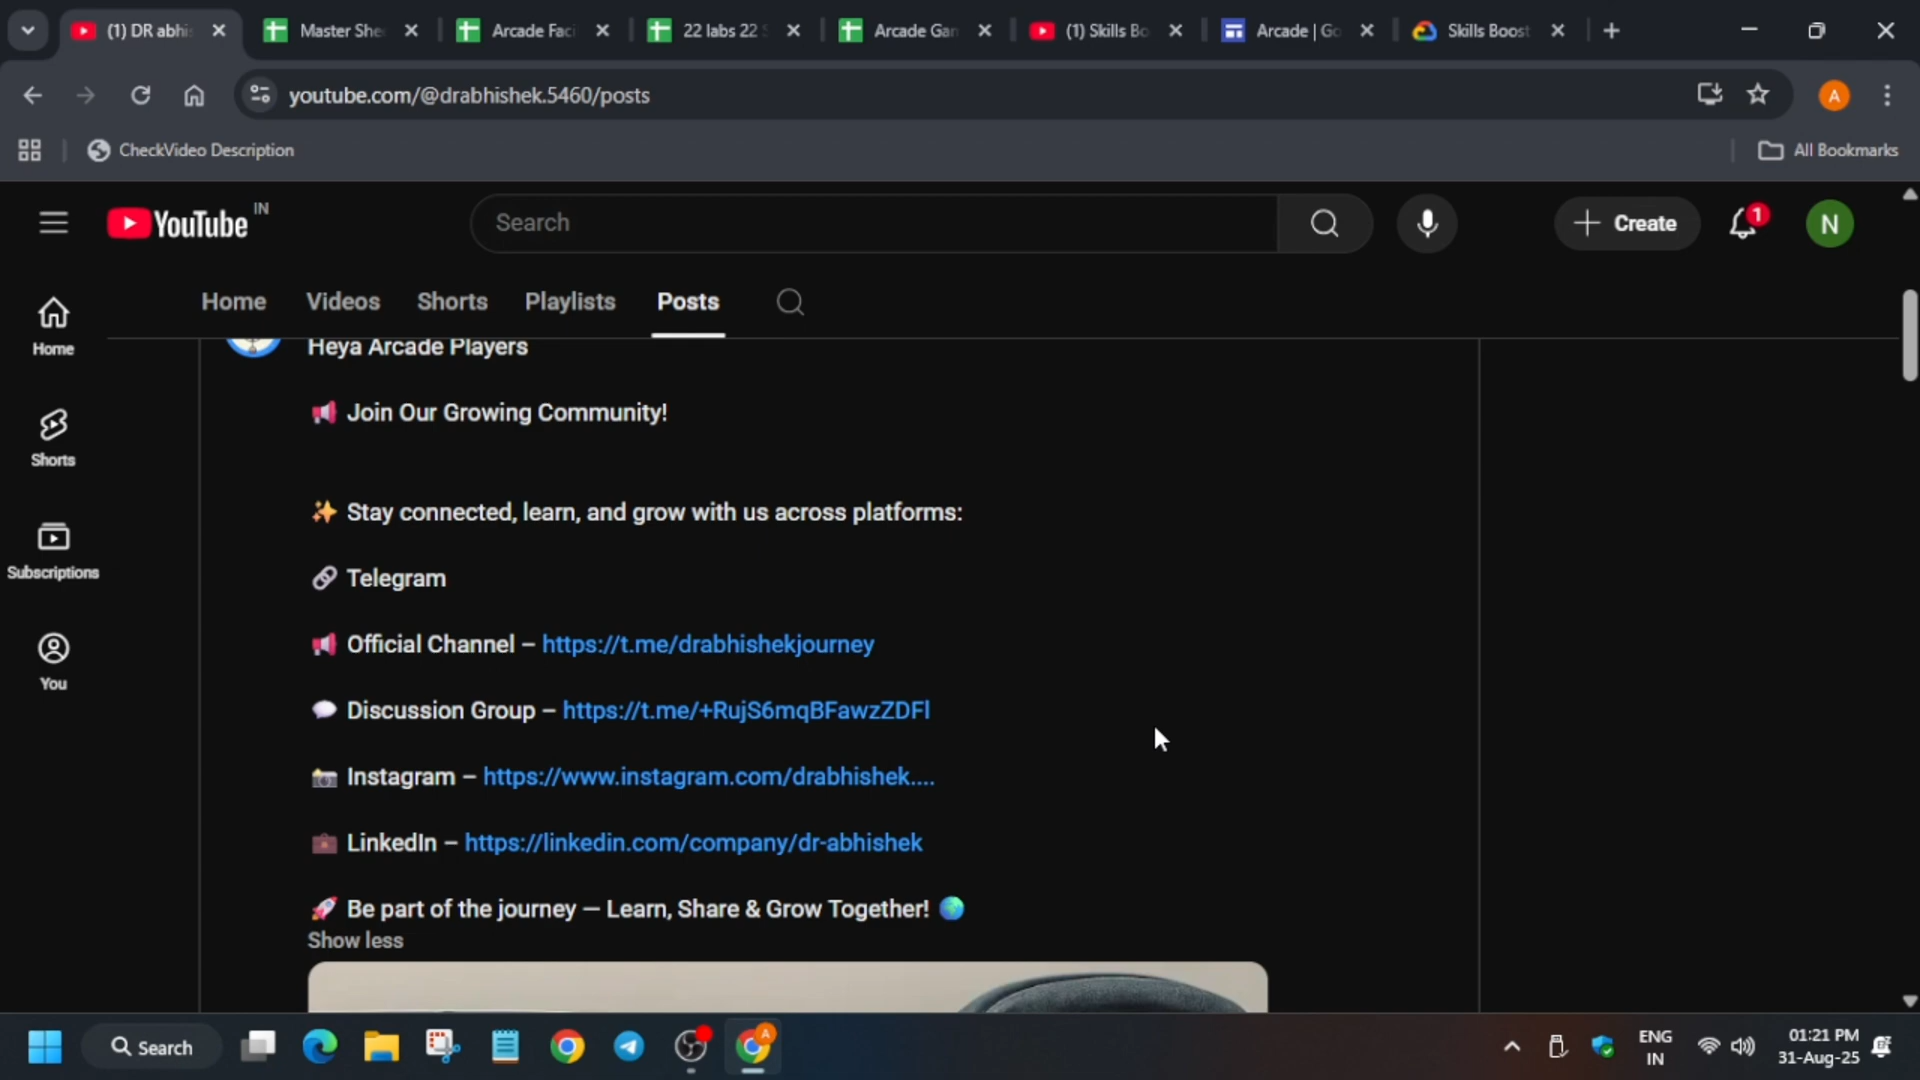 (1) DR abhi
Master She
Arcade Faci
22 labs 22 S
Arcade Gam
(1) Skills Bo
Arcade | Go
Skills Boost
youtube.com/@drabhishek.5460/posts
CheckVideo Description
All Bookmarks
YouTube IN
Search
Create
1
N
A
Home
Videos
Shorts
Playlists
Posts
Home
Shorts
Subscriptions
You
Heya Arcade Players
📢 Join Our Growing Community!
✨ Stay connected, learn, and grow with us across platforms:
🔗 Telegram
📢 Official Channel – https://t.me/drabhishekjourney
💬 Discussion Group – https://t.me/+RujS6mqBFawzZDFl
📸 Instagram – https://www.instagram.com/drabhishek....
💼 LinkedIn – https://linkedin.com/company/dr-abhishek
🚀 Be part of the journey — Learn, Share & Grow Together! 🌍
Show less
Search
A
ENG
IN
01:21 PM
31-Aug-25